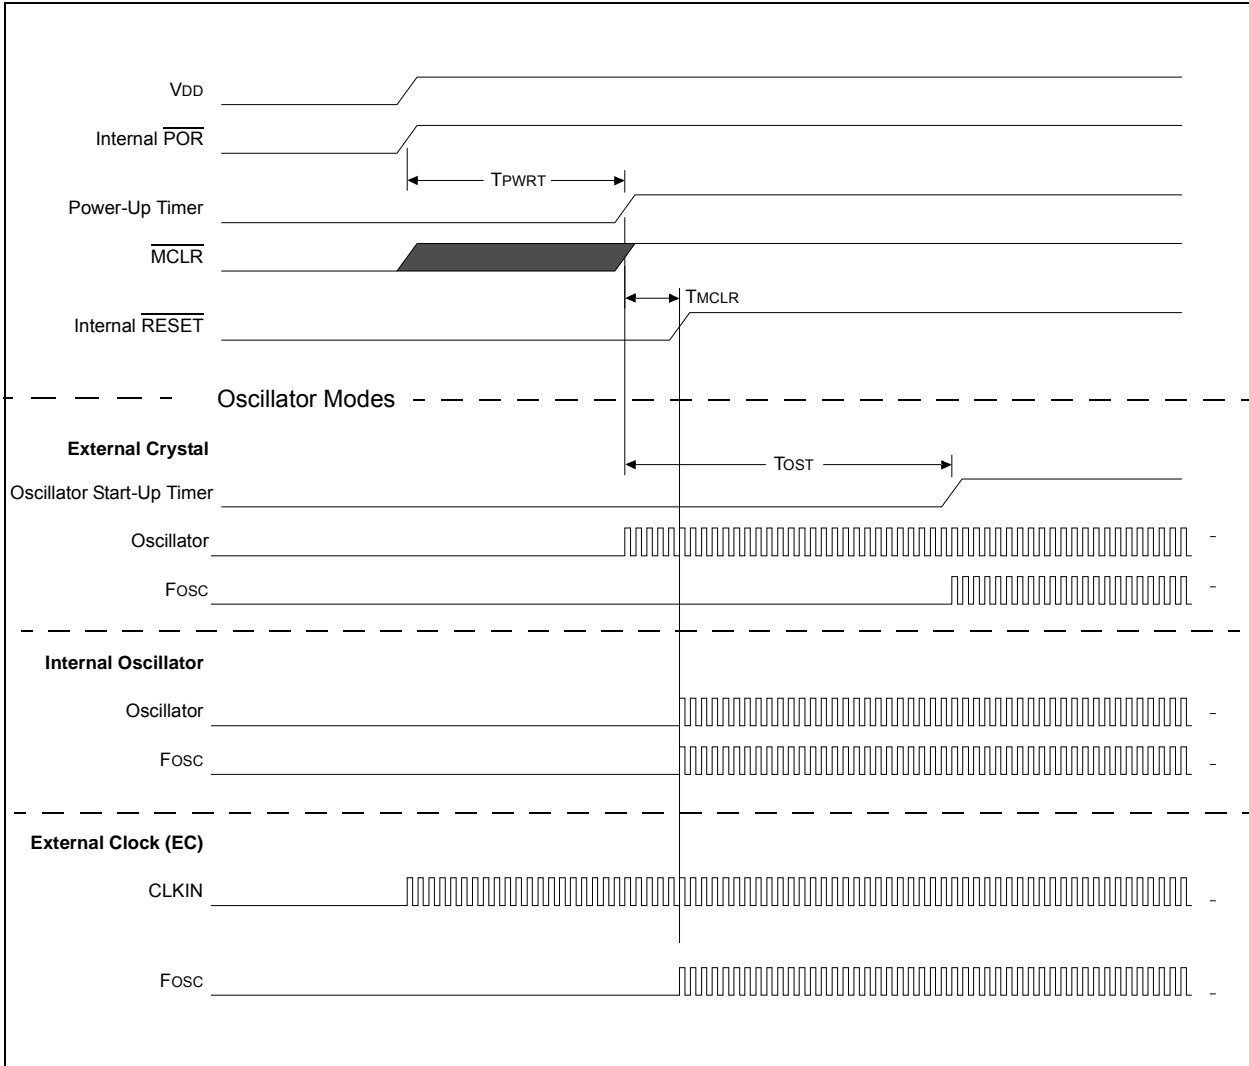 VDD
Internal POR
TPWRT
Power-Up Timer
MCLR
TMCLR
Internal RESET
Oscillator Modes
External Crystal
TOST
Oscillator Start-Up Timer
Oscillator
FOSC
Internal Oscillator
Oscillator
FOSC
External Clock (EC)
CLKIN
FOSC